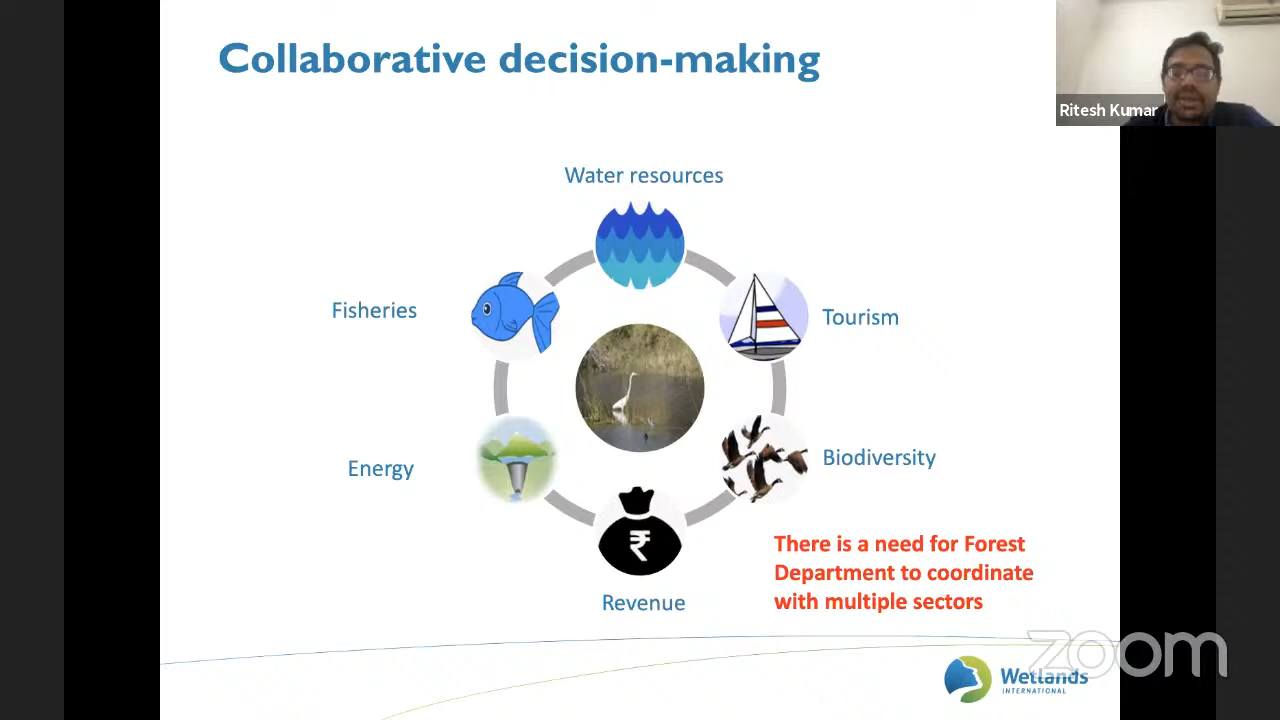 Collaborative decision-making
Ritesh Kumar
Water resources
Fisheries
Tourism
Energy
Biodiversity
₹
There is a need for Forest
Department to coordinate
with multiple sectors
Revenue
zoom
Wetlands
INTERNATIONAL